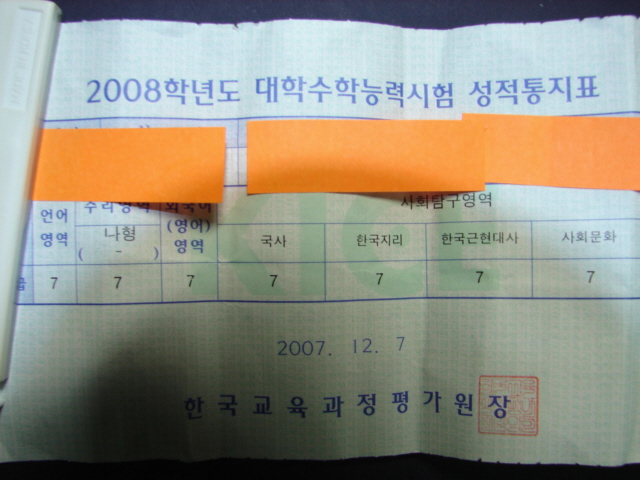 2008학년도 대학수학능력시험 성적통지표
언어 영역 수리영역 나형 ( - ) 외국어 (영어) 영역 사회탐구영역
국사 한국지리 한국근현대사 사회문화
급 7 7 7 7 7 7 7
2007. 12. 7
한국교육과정평가원장
KICE